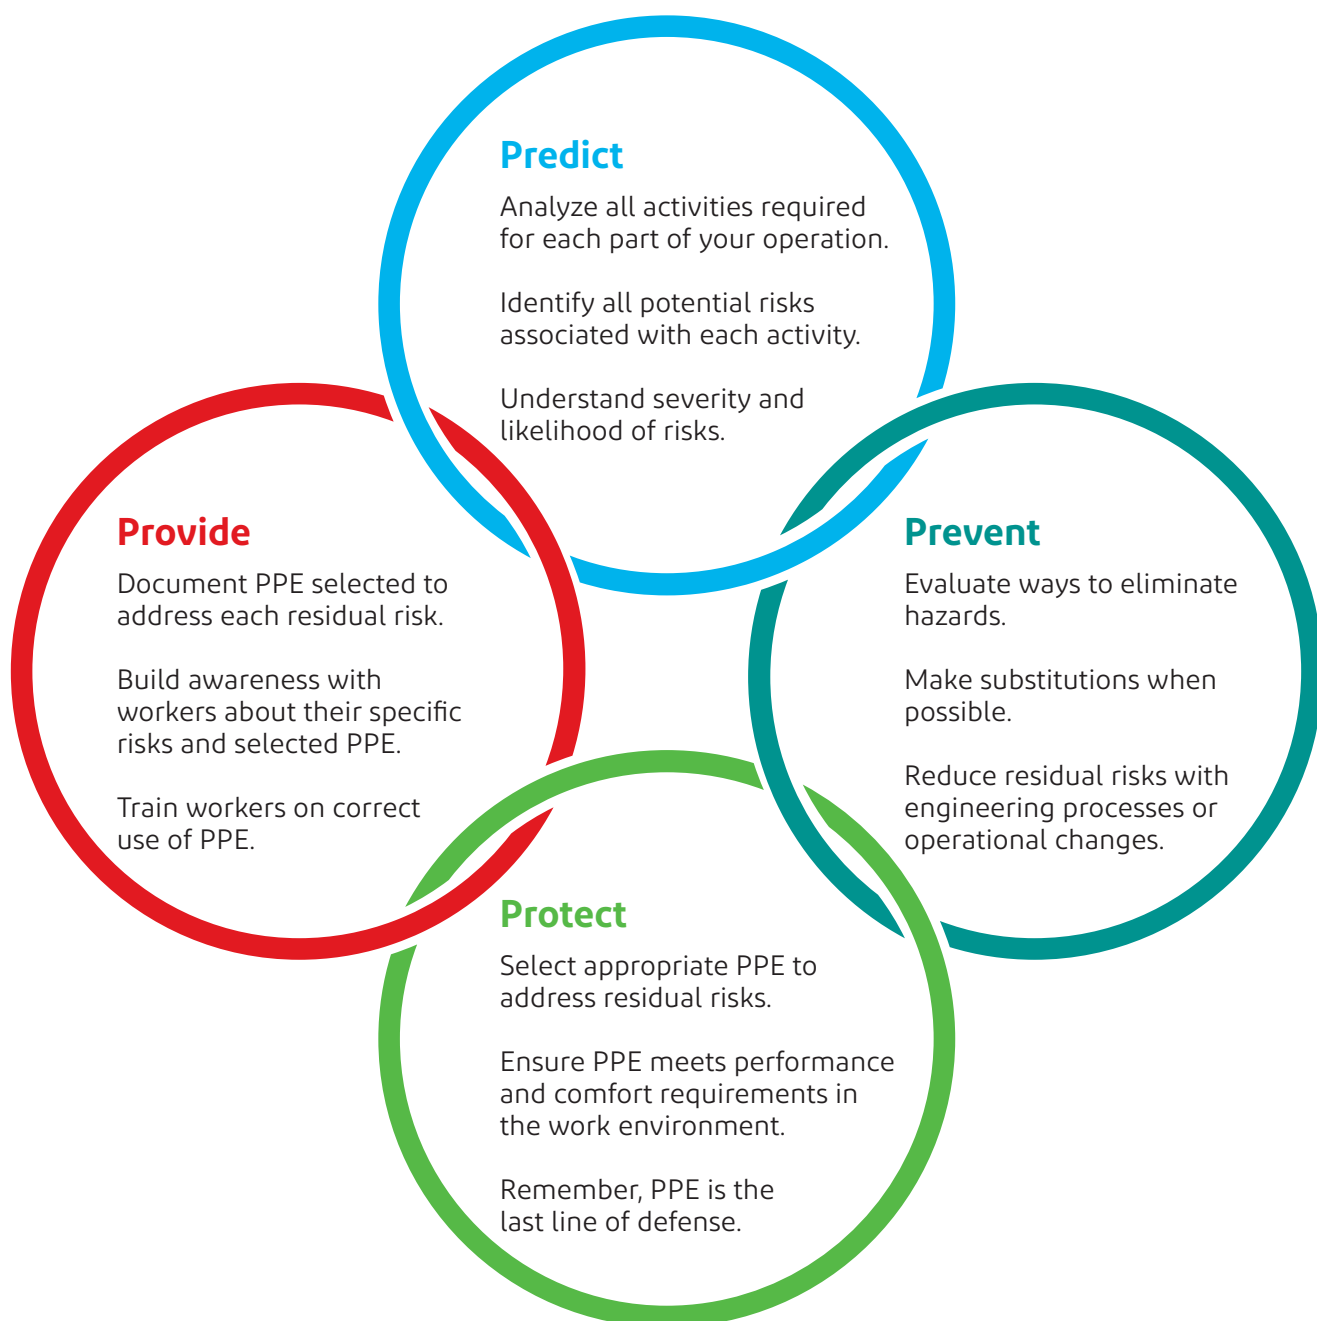 Predict
Analyze all activities required
for each part of your operation.
Identify all potential risks
associated with each activity.
Understand severity and
likelihood of risks.
Provide
Document PPE selected to
address each residual risk.
Build awareness with
workers about their specific
risks and selected PPE.
Train workers on correct
use of PPE.
Prevent
Evaluate ways to eliminate
hazards.
Make substitutions when
possible.
Reduce residual risks with
engineering processes or
operational changes.
Protect
Select appropriate PPE to
address residual risks.
Ensure PPE meets performance
and comfort requirements in
the work environment.
Remember, PPE is the
last line of defense.